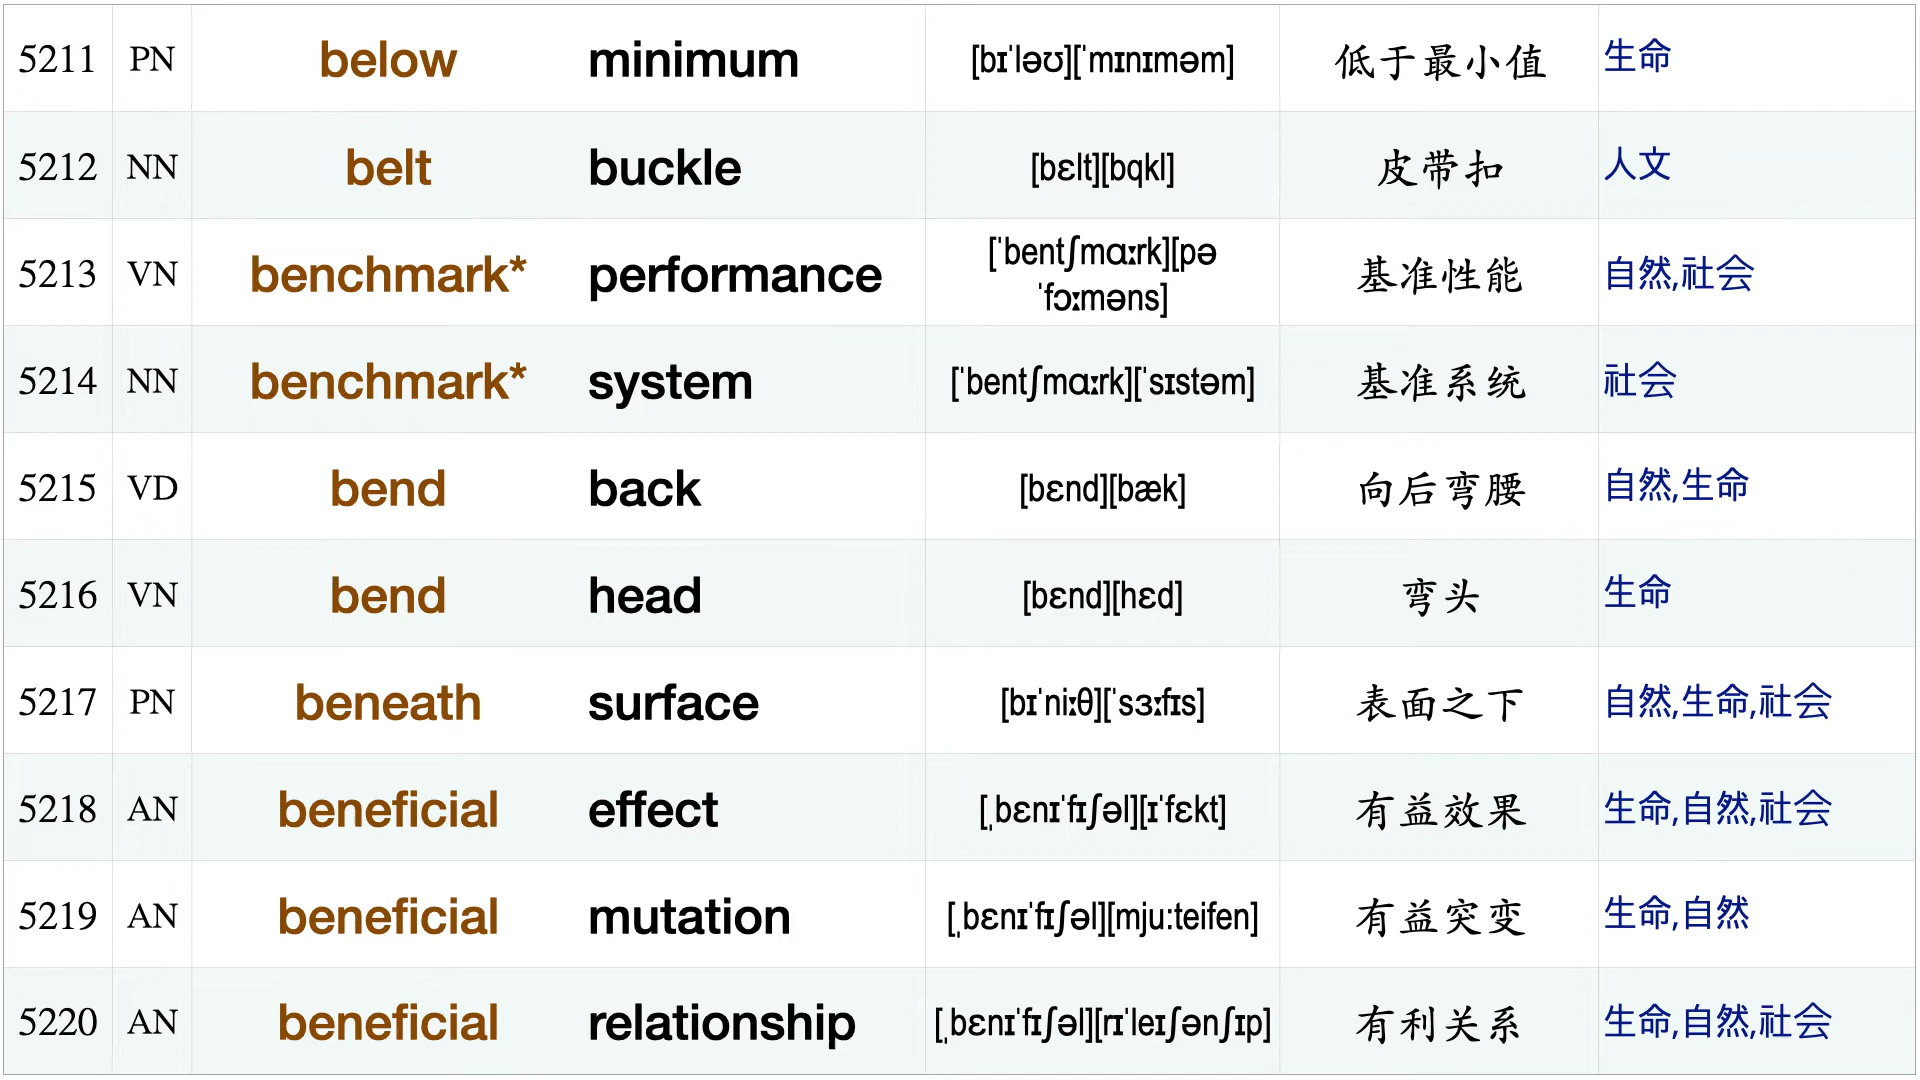 5211 PN below minimum [bɪˈləʊ][ˈmɪnɪməm] 低于最小值 生命
5212 NN belt buckle [bɛlt][bqkl] 皮带扣 人文
5213 VN benchmark* performance [ˈbentʃmɑːrk][pə
ˈfɔːməns] 基准性能 自然,社会
5214 NN benchmark* system [ˈbentʃmɑːrk][ˈsɪstəm] 基准系统 社会
5215 VD bend back [bɛnd][bæk] 向后弯腰 自然,生命
5216 VN bend head [bɛnd][hɛd] 弯头 生命
5217 PN beneath surface [bɪˈniːθ][ˈsɜːfɪs] 表面之下 自然,生命,社会
5218 AN beneficial effect [ˌbɛnɪˈfɪʃəl][ɪˈfɛkt] 有益效果 生命,自然,社会
5219 AN beneficial mutation [ˌbɛnɪˈfɪʃəl][mju:teifen] 有益突变 生命,自然
5220 AN beneficial relationship [ˌbɛnɪˈfɪʃəl][rɪˈleɪʃənʃɪp] 有利关系 生命,自然,社会